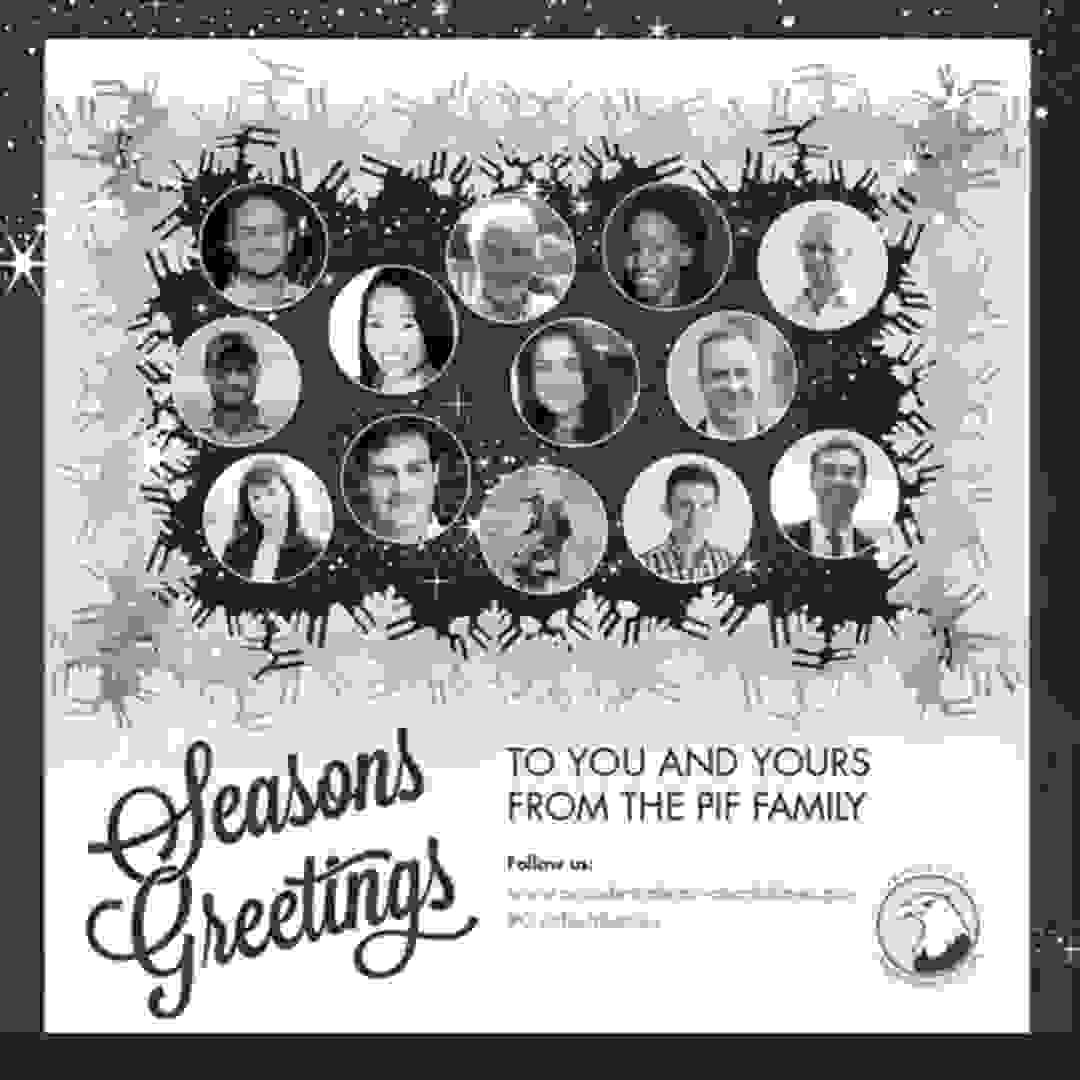 Seasons
Greetings
TO YOU AND YOURS
FROM THE PIF FAMILY
Follow us: